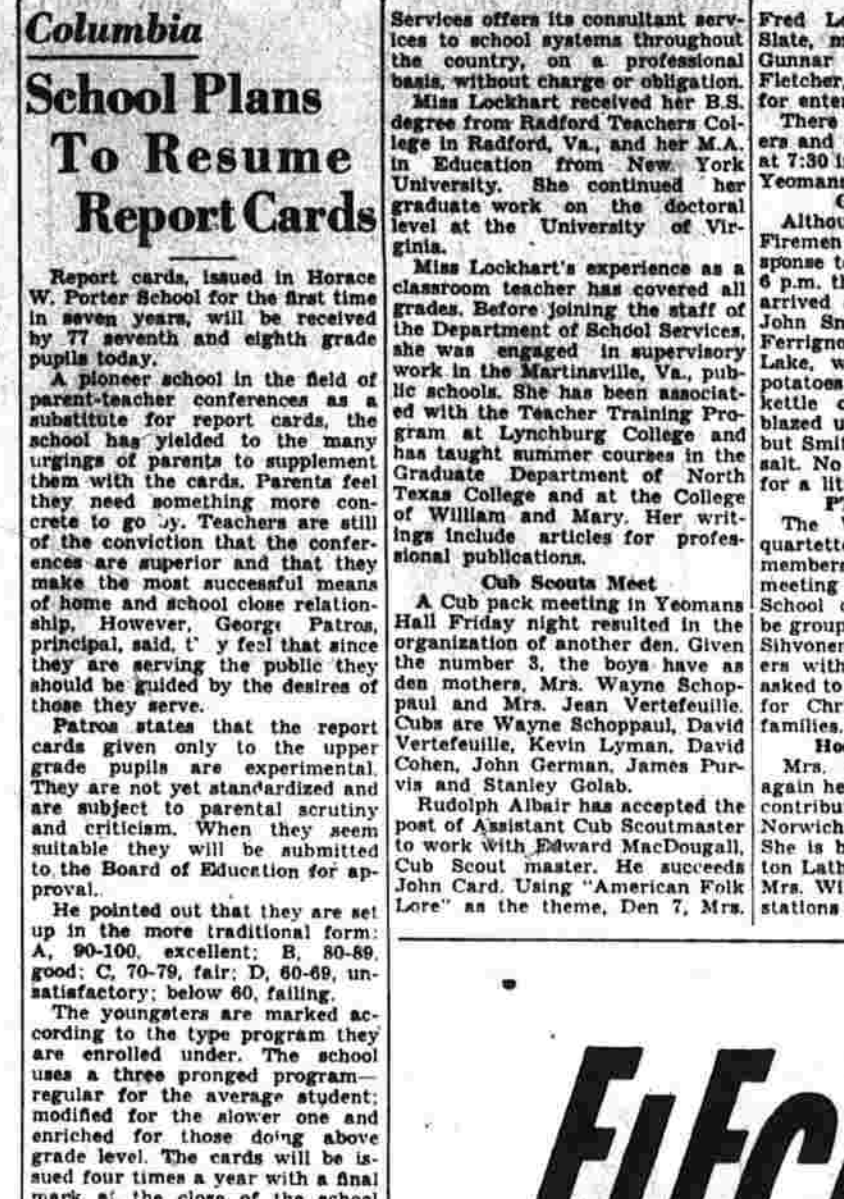 Columbia
School Plans
To Resume
Report Cards
Report cards, issued in Horace
W. Porter School for the first time
in seven years, will be received
by 77 seventh and eighth grade
pupils today.
A pioneer school in the field of
parent-teacher conferences as a
substitute for report cards, the
school has yielded to the many
urgings of parents to supplement
them with the cards. Parents feel
they need something more con-
crete to go by. Teachers are still
of the conviction that the confer-
ences are superior and that they
make the most successful means
of home and school close relation-
ship, However, George Patros,
principal, said, t' y feel that since
they are serving the public they
should be guided by the desires of
those they serve.
Patros states that the report
cards given only to the upper
grade pupils are experimental.
They are not yet standardized and
are subject to parental scrutiny
and criticism. When they seem
suitable they will be submitted
to the Board of Education for ap-
proval.
He pointed out that they are set
up in the more traditional form:
A, 90-100, excellent; B, 80-89,
good; C, 70-79, fair; D, 60-69, un-
satisfactory; below 60, failing.
The youngsters are marked ac-
cording to the type program they
are enrolled under. The school
uses a three pronged program—
regular for the average student;
modified for the slower one and
enriched for those doing above
grade level. The cards will be is-
sued four times a year with a final
mark at the close of the school
Services offers its consultant serv-
ices to school systems throughout
the country, on a professional
basis, without charge or obligation.
Miss Lockhart received her B.S.
degree from Radford Teachers Col-
lege in Radford, Va., and her M.A.
in Education from New York
University. She continued her
graduate work on the doctoral
level at the University of Vir-
ginia.
Miss Lockhart's experience as a
classroom teacher has covered all
grades. Before joining the staff of
the Department of School Services,
she was engaged in supervisory
work in the Martinsville, Va., pub-
lic schools. She has been associat-
ed with the Teacher Training Pro-
gram at Lynchburg College and
has taught summer courses in the
Graduate Department of North
Texas College and at the College
of William and Mary. Her writ-
ings include articles for profes-
sional publications.
Cub Scouts Meet
A Cub pack meeting in Yeomans
Hall Friday night resulted in the
organization of another den. Given
the number 3, the boys have as
den mothers, Mrs. Wayne Schop-
paul and Mrs. Jean Vertefeuille.
Cubs are Wayne Schoppaul, David
Vertefeuille, Kevin Lyman, David
Cohen, John German, James Pur-
vis and Stanley Golab.
Rudolph Albair has accepted the
post of Assistant Cub Scoutmaster
to work with Edward MacDougall,
Cub Scout master. He succeeds
John Card. Using "American Folk
Lore" as the theme, Den 7, Mrs.
Fred
Slate,
Gunnar
Fletcher,
for
There
ers and
at 7:30
Yeomans
Firemen
sponse
6 p.m.
arrived
John
Lake,
potatoes
kettle
blazed
but
salt. No
for a
The
quartette
members
meeting
School
be group
ers with
asked to
for
families.
Mrs.
again
Norwich
She is
Mrs.
stations